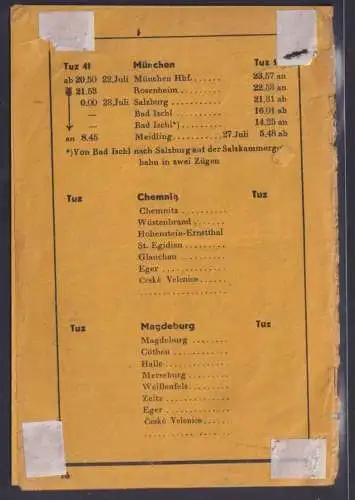 Tuz 41 München Tuz
ab 20,50 22.Juli München Hbf. ...... 23,57 an
21.53 Rosenheim ......... 22,53 an
0.00 23.Juli Salzburg .......... 21,31 ab
— Bad Ischl ......... 16,01 ab
— Bad Ischl*) ....... 14,25 an
an 8.45 Meidling ....... 27 Juli 5,48 ab
*) Von Bad Ischl nach Salzburg auf der Salzkammergut
bahn in zwei Zügen
Tuz Chemnitz Tuz
Chemnitz ..........
Wüstenbrand ........
Hohenstein-Ernstthal
St. Egidien .........
Glauchau ...........
Eger ...............
Ceské Velenice .....
Tuz Magdeburg Tuz
Magdeburg .........
Cöthen ............
Halle ..............
Merseburg .........
Weißenfels .........
Zeitz ..............
Eger ...............
Ceské Velenice .....